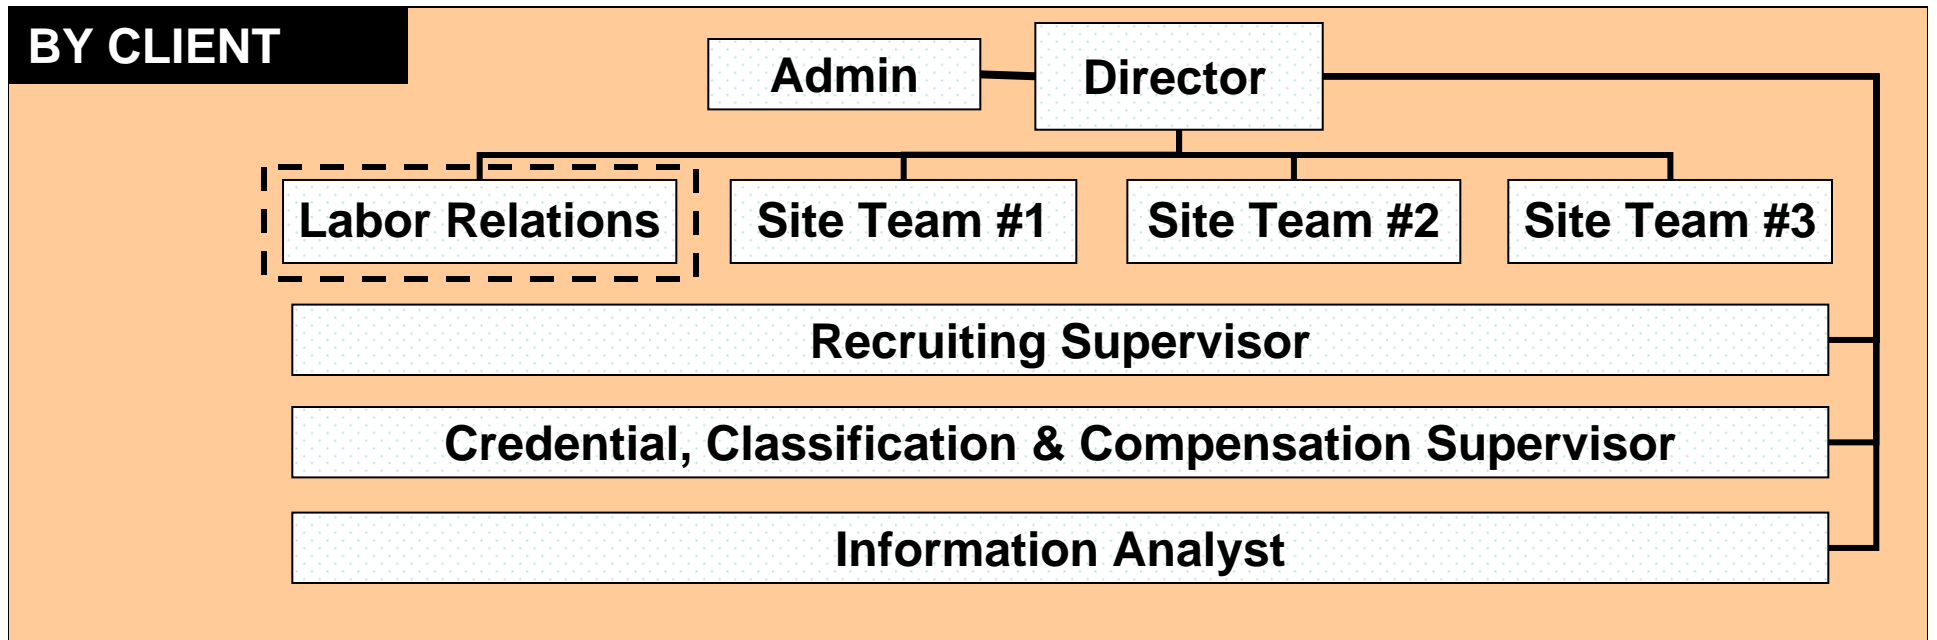 BY CLIENT
Admin
Director
Labor Relations
Site Team #1
Site Team #2
Site Team #3
Recruiting Supervisor
Credential, Classification & Compensation Supervisor
Information Analyst